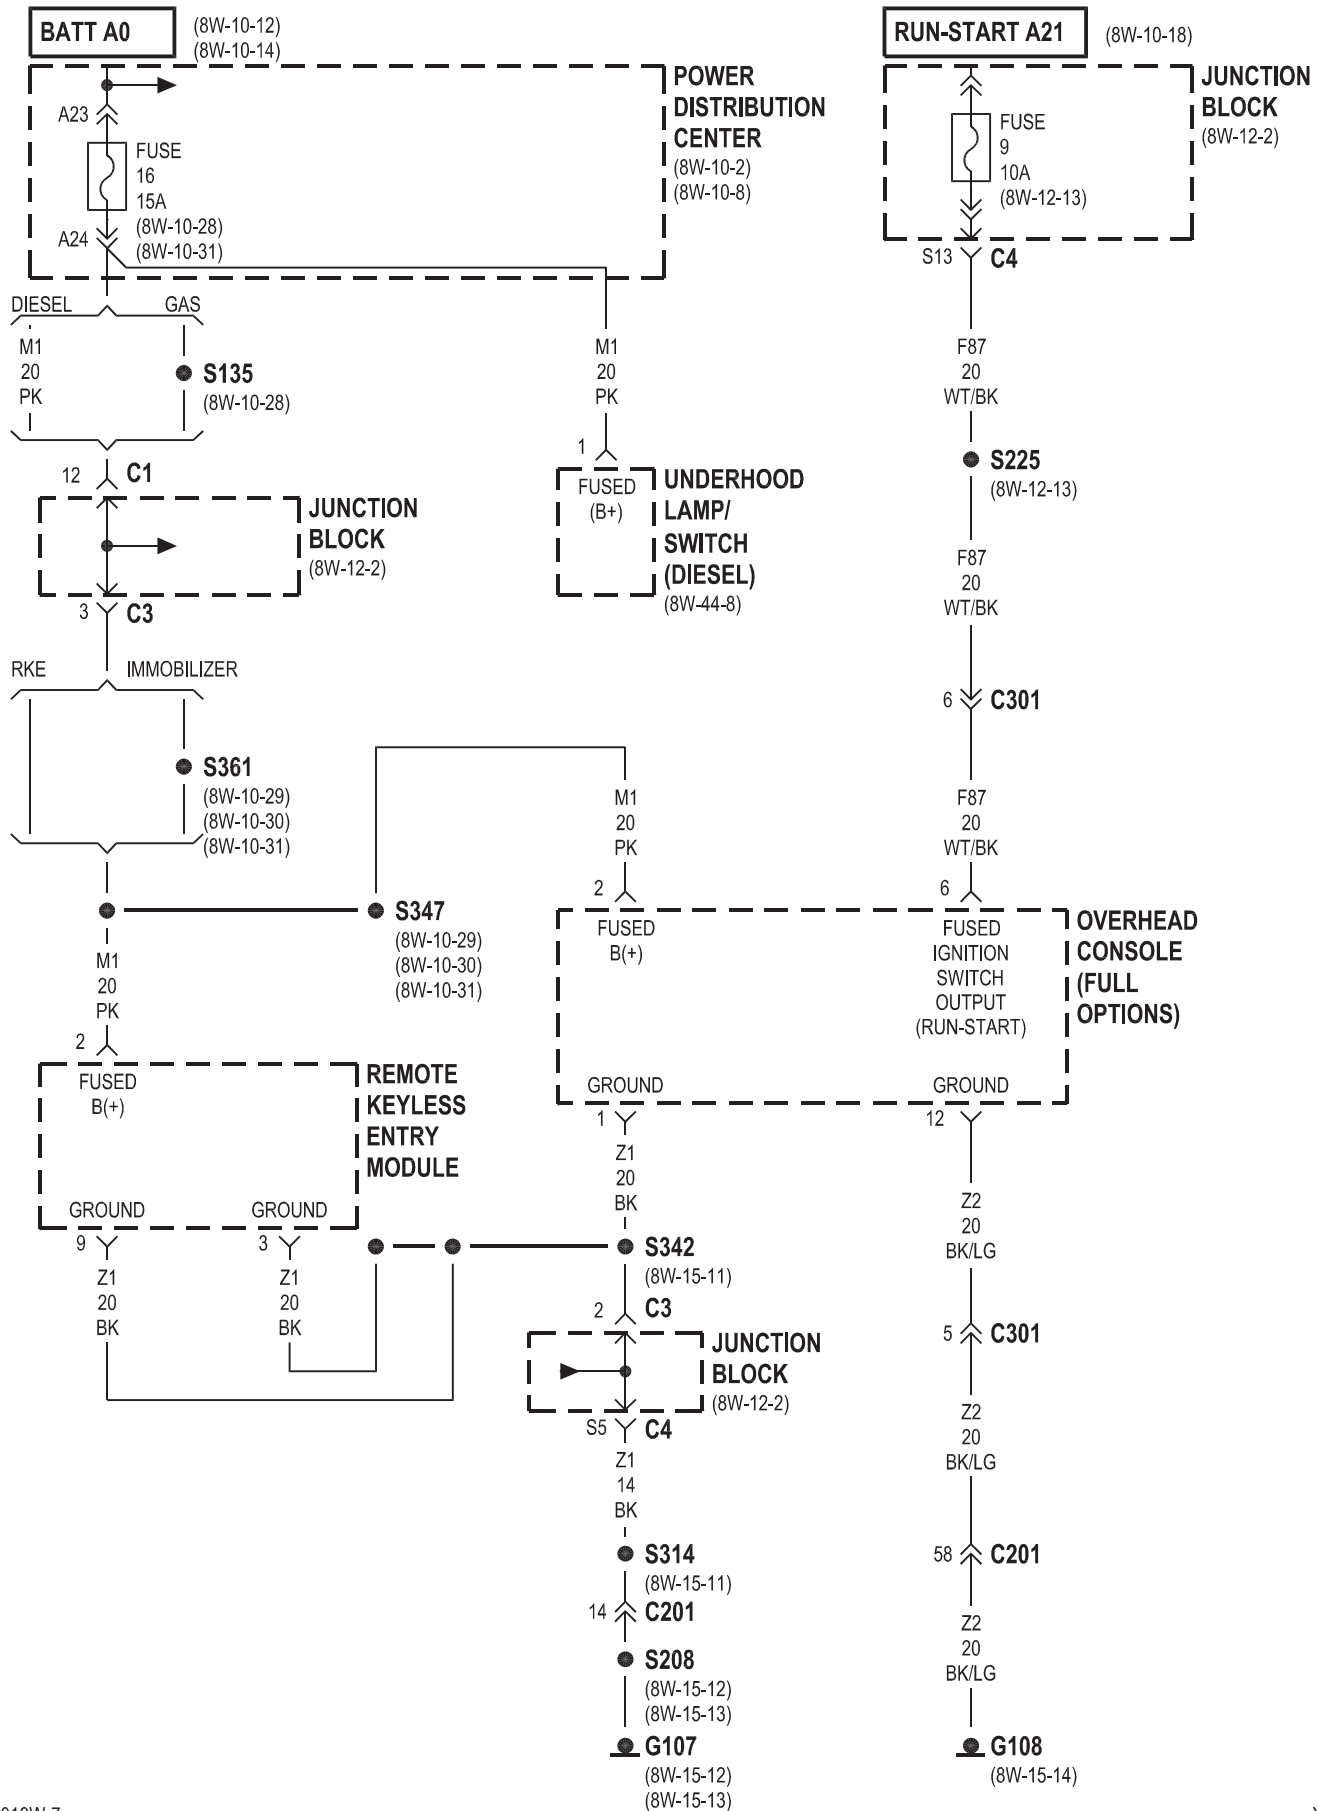 BATT A0
(8W-10-12)
(8W-10-14)
RUN-START A21
(8W-10-18)
POWER
DISTRIBUTION
CENTER
(8W-10-2)
(8W-10-8)
A23
FUSE
16
15A
(8W-10-28)
(8W-10-31)
A24
JUNCTION
BLOCK
(8W-12-2)
FUSE
9
10A
(8W-12-13)
S13
C4
DIESEL
GAS
M1
20
PK
S135
(8W-10-28)
M1
20
PK
F87
20
WT/BK
12
C1
1
FUSED
(B+)
UNDERHOOD
LAMP/
SWITCH
(DIESEL)
(8W-44-8)
S225
(8W-12-13)
JUNCTION
BLOCK
(8W-12-2)
3
C3
F87
20
WT/BK
RKE
IMMOBILIZER
6
C301
S361
(8W-10-29)
(8W-10-30)
(8W-10-31)
M1
20
PK
F87
20
WT/BK
2
6
S347
(8W-10-29)
(8W-10-30)
(8W-10-31)
FUSED
B(+)
FUSED
IGNITION
SWITCH
OUTPUT
(RUN-START)
OVERHEAD
CONSOLE
(FULL
OPTIONS)
M1
20
PK
2
FUSED
B(+)
REMOTE
KEYLESS
ENTRY
MODULE
GROUND
GROUND
1
12
Z1
20
BK
Z2
20
BK/LG
GROUND
GROUND
9
3
Z1
20
BK
Z1
20
BK
S342
(8W-15-11)
2
C3
JUNCTION
BLOCK
(8W-12-2)
5
C301
S5
C4
Z1
14
BK
Z2
20
BK/LG
S314
(8W-15-11)
58
C201
14
C201
S208
(8W-15-12)
(8W-15-13)
Z2
20
BK/LG
G107
(8W-15-12)
(8W-15-13)
G108
(8W-15-14)